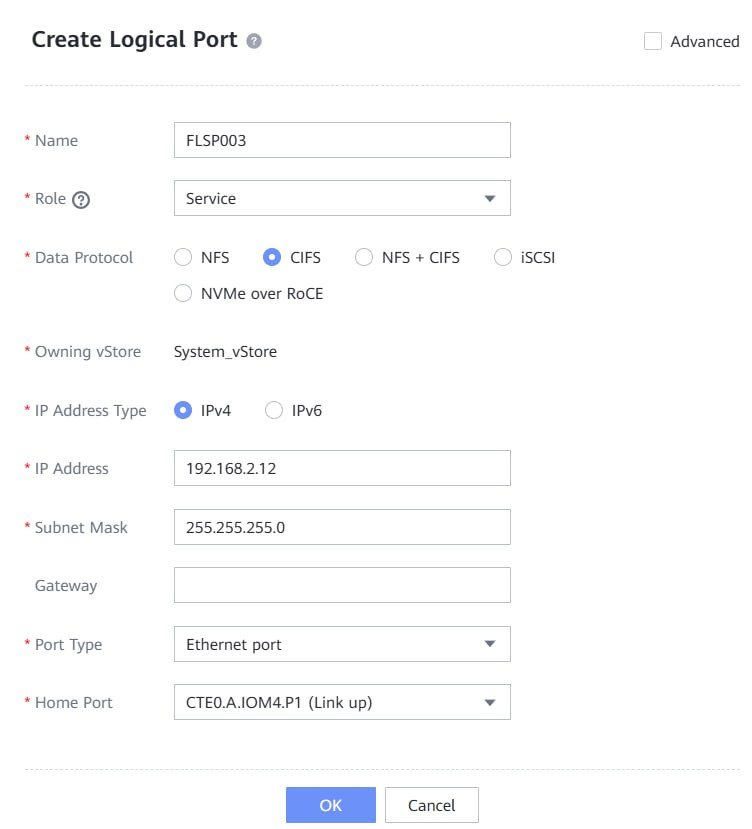 Create Logical Port ?
Advanced
* Name FLSP003
* Role ? Service
* Data Protocol NFS CIFS NFS + CIFS iSCSI
NVMe over RoCE
* Owning vStore System_vStore
* IP Address Type IPv4 IPv6
* IP Address 192.168.2.12
* Subnet Mask 255.255.255.0
Gateway
* Port Type Ethernet port
* Home Port CTE0.A.IOM4.P1 (Link up)
OK Cancel